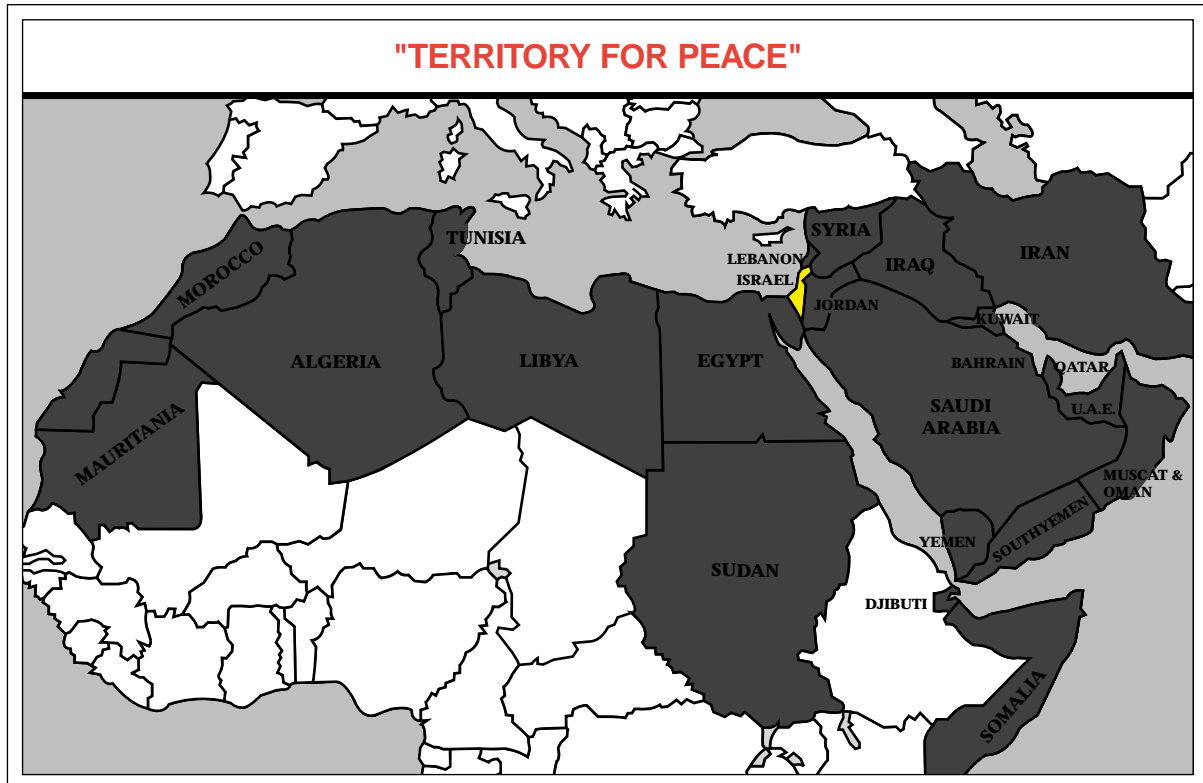 "TERRITORY FOR PEACE"
MOROCCO
TUNISIA
SYRIA
LEBANON
ISRAEL
IRAQ
IRAN
JORDAN
KUWAIT
ALGERIA
LIBYA
EGYPT
BAHRAIN
QATAR
U.A.E.
SAUDI
ARABIA
MAURITANIA
MUSCAT &
OMAN
SOUTHYEMEN
YEMEN
SUDAN
DJIBUTI
SOMALIA